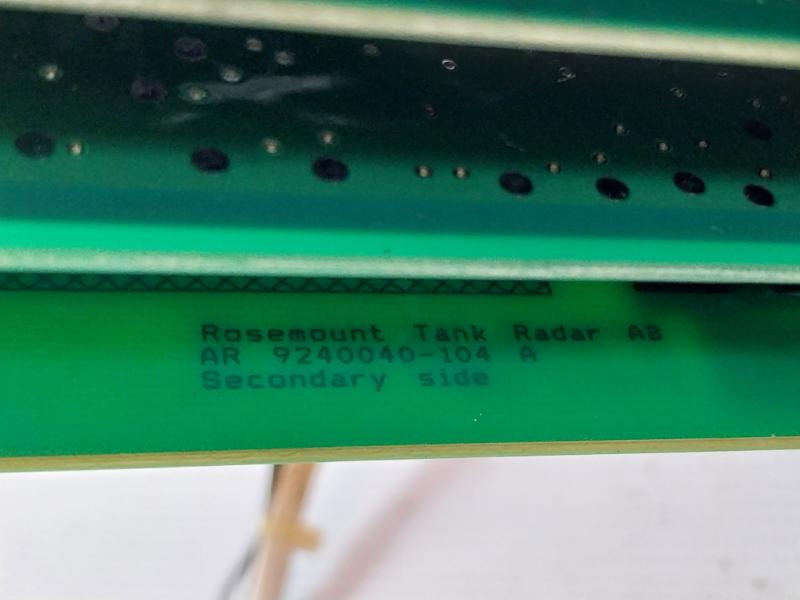 Rosemount Tank Radar AB
AR 9240040-104 A
Secondary side